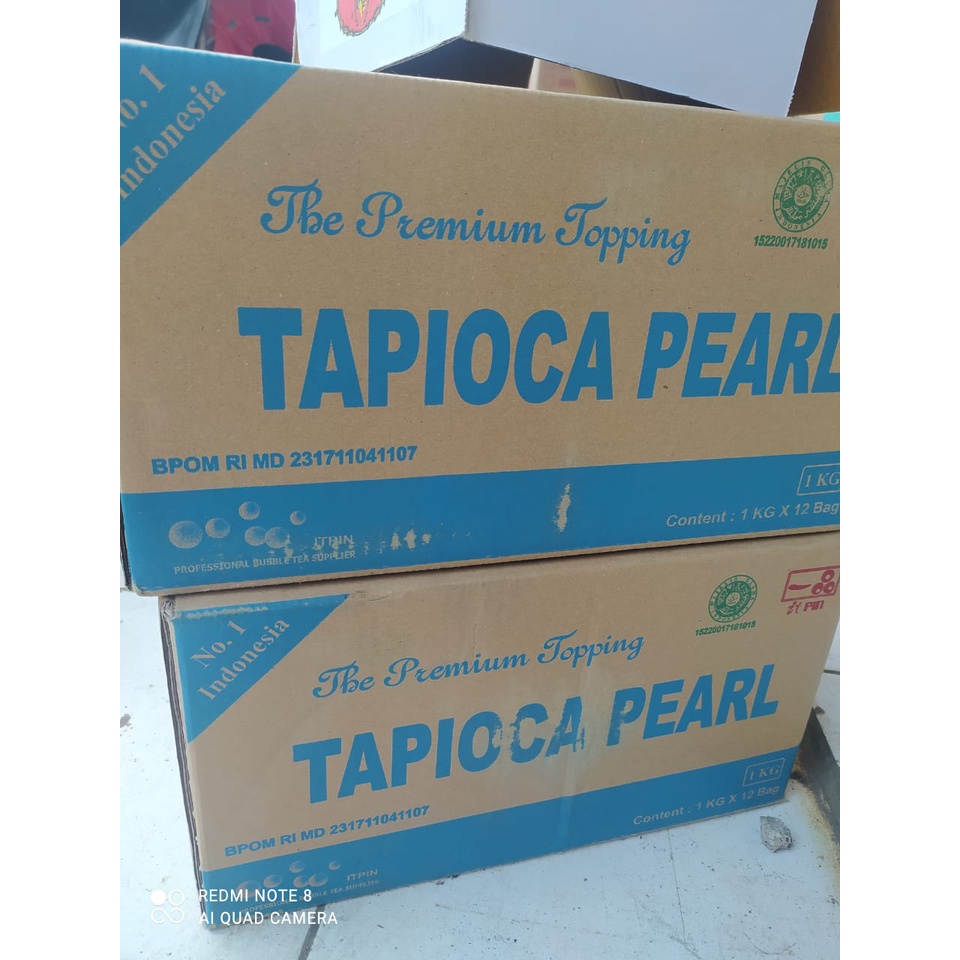 No. 1
Indonesia
The Premium Topping
15220017181015
TAPIOCA PEARL
BPOM RI MD 231711041107
1 KG
Content : 1 KG X 12 Bag
ITPIN
PROFESSIONAL BUBBLE TEA SUPPLIER
No. 1
Indonesia
The Premium Topping
15220017181015
TAPIOCA PEARL
BPOM RI MD 231711041107
1 KG
Content : 1 KG X 12 Bag
ITPIN
REDMI NOTE 8
AI QUAD CAMERA